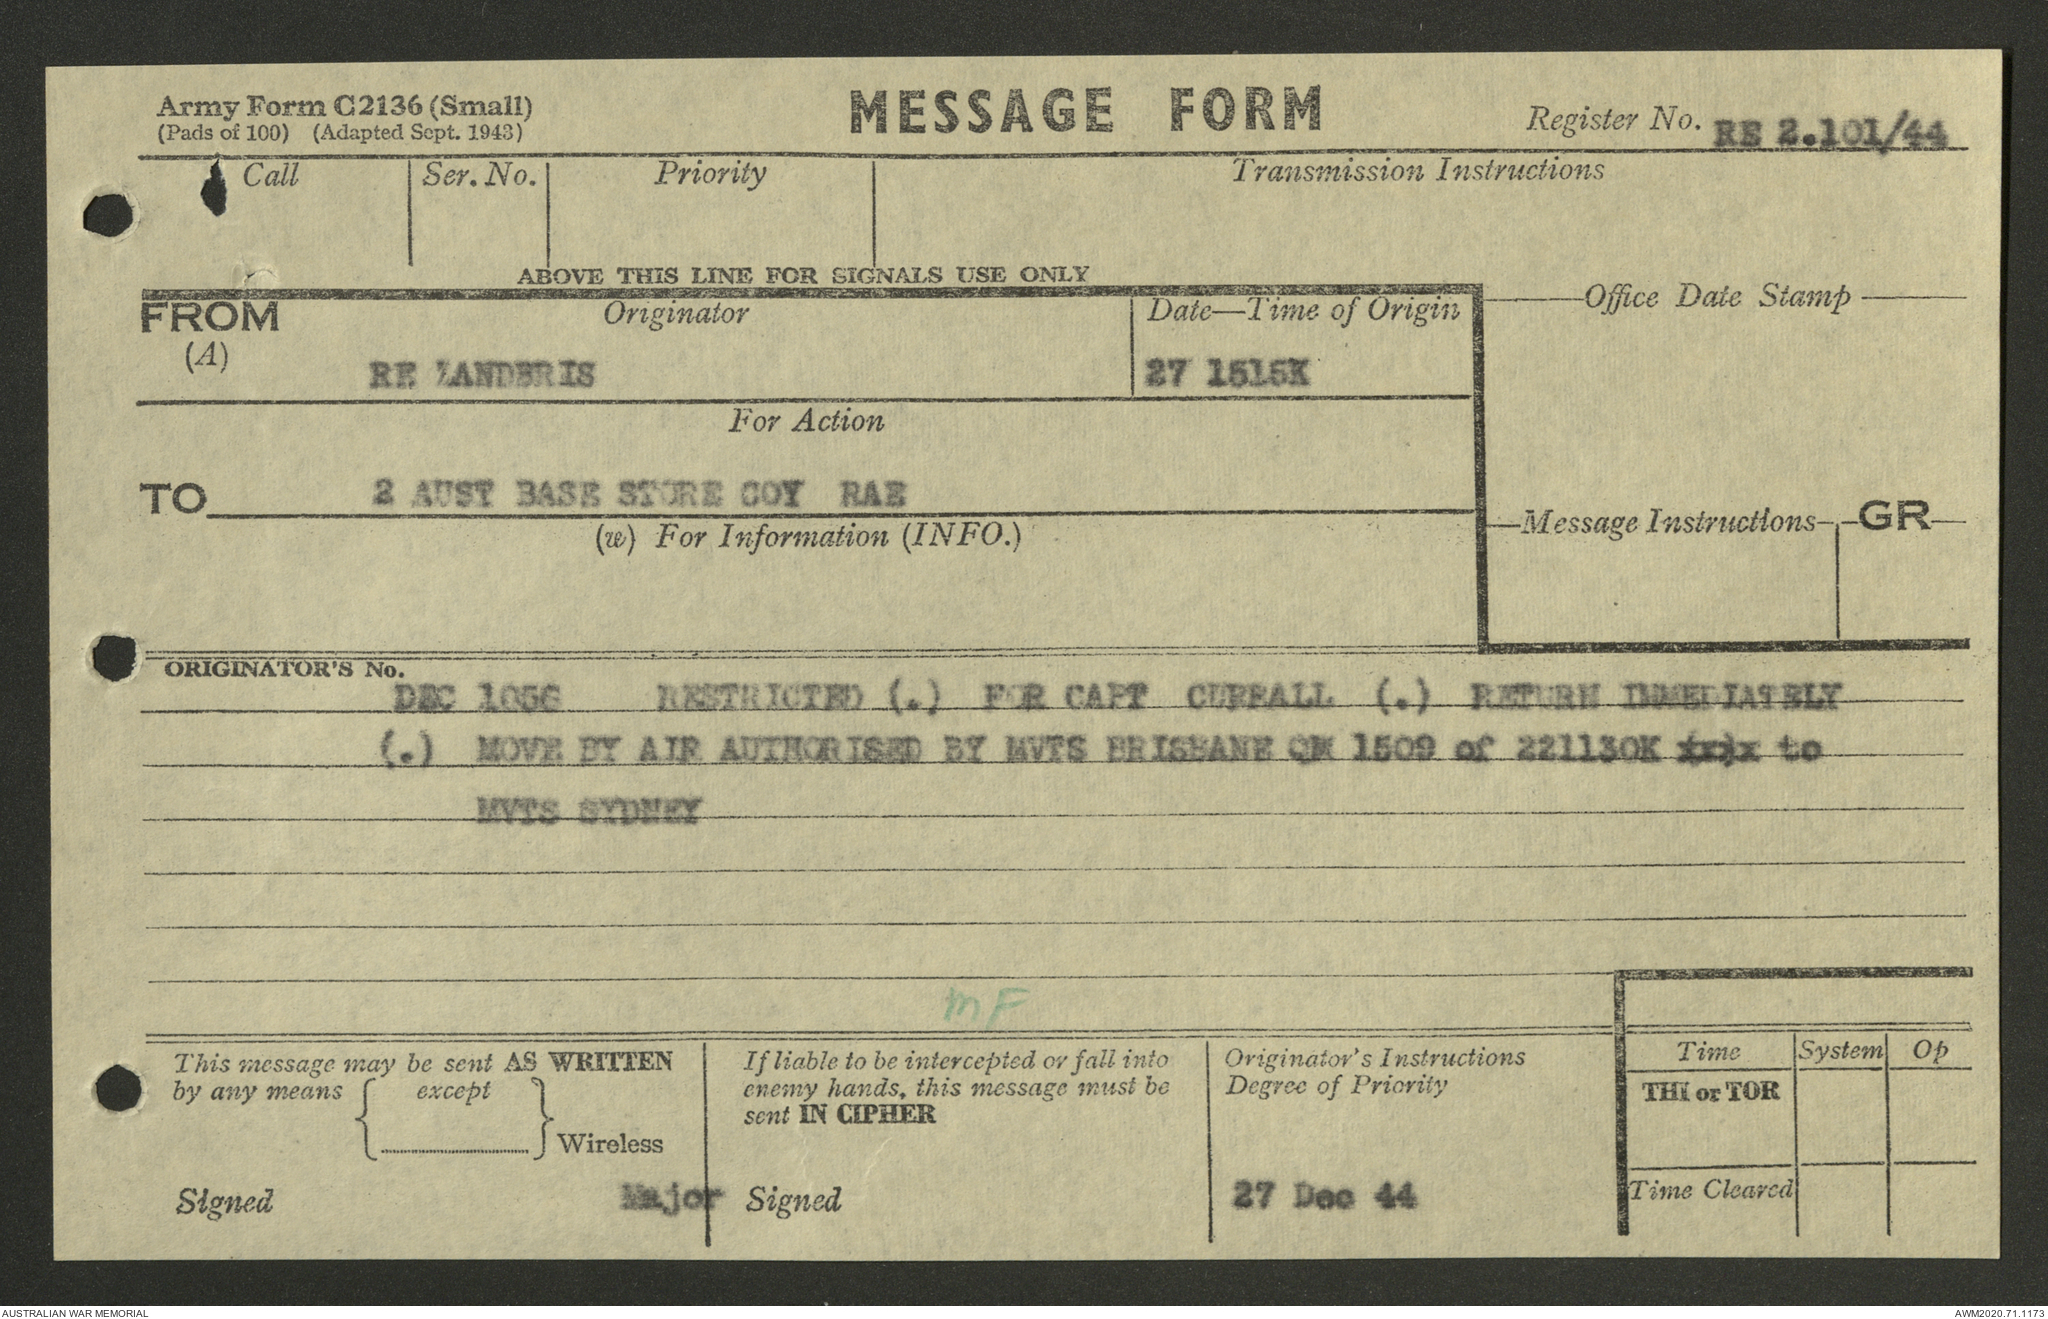 Army Form C2136 (Small)
(Pads of 100) (Adapted Sept. 1943)
MESSAGE FORM
Register No. RE 2.101/44
Call
Ser. No.
Priority
Transmission Instructions
ABOVE THIS LINE FOR SIGNALS USE ONLY
FROM
(A)
Originator
Date—Time of Origin
Office Date Stamp
RE LANDERIS
27 1515K
For Action
TO 2 AUST BASE STORE COY RAE
(w) For Information (INFO.)
Message Instructions
GR
ORIGINATOR'S No.
DEC 1056 RESTRICTED (.) FOR CAPT CURRALL (.) RETURN IMMEDIATELY
(.) MOVE BY AIR AUTHORISED BY MVTS BRISBANE QM 1509 of 221130K to
MVTS SYDNEY
MF
This message may be sent AS WRITTEN
by any means except
Wireless
Signed Major
If liable to be intercepted or fall into
enemy hands, this message must be
sent IN CIPHER
Signed
Originator's Instructions
Degree of Priority
27 Dec 44
Time System Op
THI or TOR
Time Cleared
AUSTRALIAN WAR MEMORIAL
AWM2020.71.1173